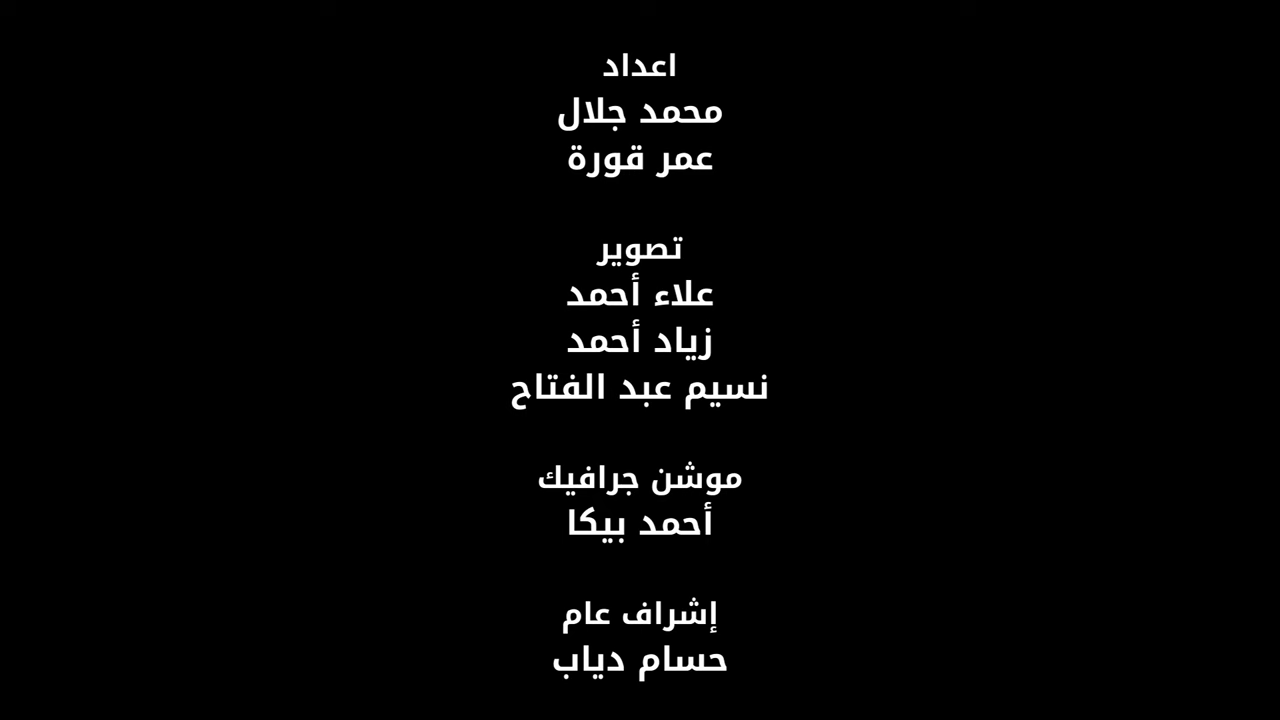 اعداد
محمد جلال
عمر قورة
تصوير
علاء أحمد
زياد أحمد
نسيم عبد الفتاح
موشن جرافيك
أحمد بيكا
إشراف عام
حسام دياب